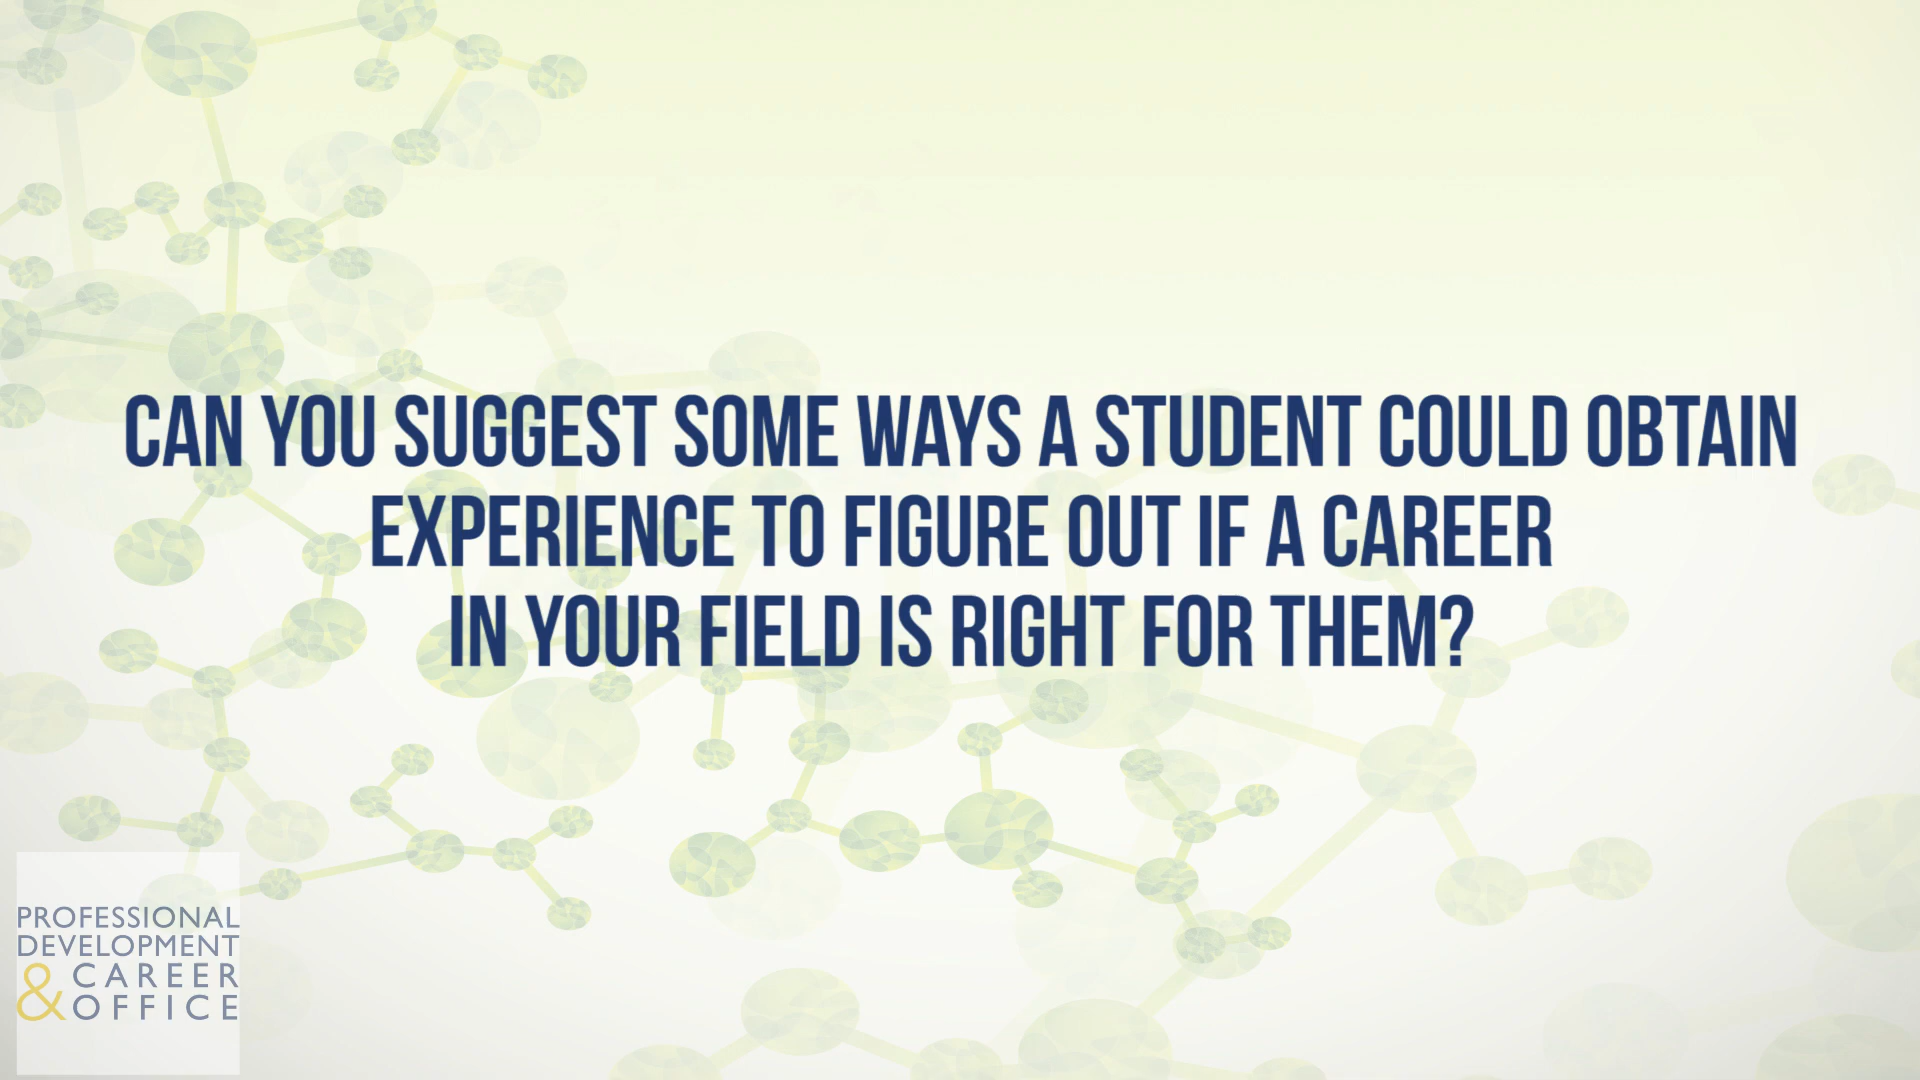 CAN YOU SUGGEST SOME WAYS A STUDENT COULD OBTAIN
EXPERIENCE TO FIGURE OUT IF A CAREER
IN YOUR FIELD IS RIGHT FOR THEM?
PROFESSIONAL
DEVELOPMENT
& CAREER
OFFICE